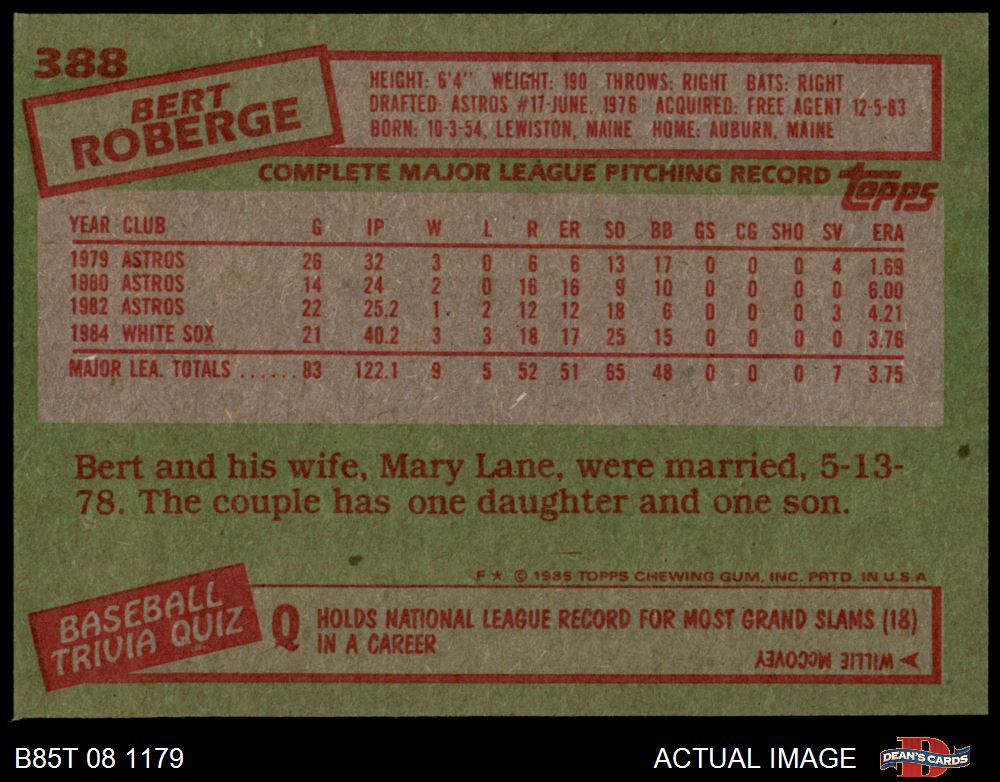 388
BERT
ROBERGE
HEIGHT: 6'4" WEIGHT: 190 THROWS: RIGHT BATS: RIGHT
DRAFTED: ASTROS #17-JUNE, 1976 ACQUIRED: FREE AGENT 12-5-83
BORN: 10-3-54, LEWISTON, MAINE HOME: AUBURN, MAINE
COMPLETE MAJOR LEAGUE PITCHING RECORD
topps
YEAR CLUB G IP W L R ER SO BB GS CG SHO SV ERA
1979 ASTROS 26 32 3 0 6 6 13 17 0 0 0 4 1.69
1980 ASTROS 14 24 2 0 16 16 9 10 0 0 0 0 6.00
1982 ASTROS 22 25.2 1 2 12 12 18 6 0 0 0 3 4.21
1984 WHITE SOX 21 40.2 3 3 18 17 25 15 0 0 0 0 3.76
MAJOR LEA. TOTALS ......83 122.1 9 5 52 51 65 48 0 0 0 7 3.75
Bert and his wife, Mary Lane, were married, 5-13-
78. The couple has one daughter and one son.
F ★ © 1985 TOPPS CHEWING GUM, INC. PRTD. IN U.S.A
BASEBALL
TRIVIA QUIZ
Q HOLDS NATIONAL LEAGUE RECORD FOR MOST GRAND SLAMS (18)
IN A CAREER
A WILLIE McCOVEY
B85T 08 1179
ACTUAL IMAGE
D
DEAN'S CARDS